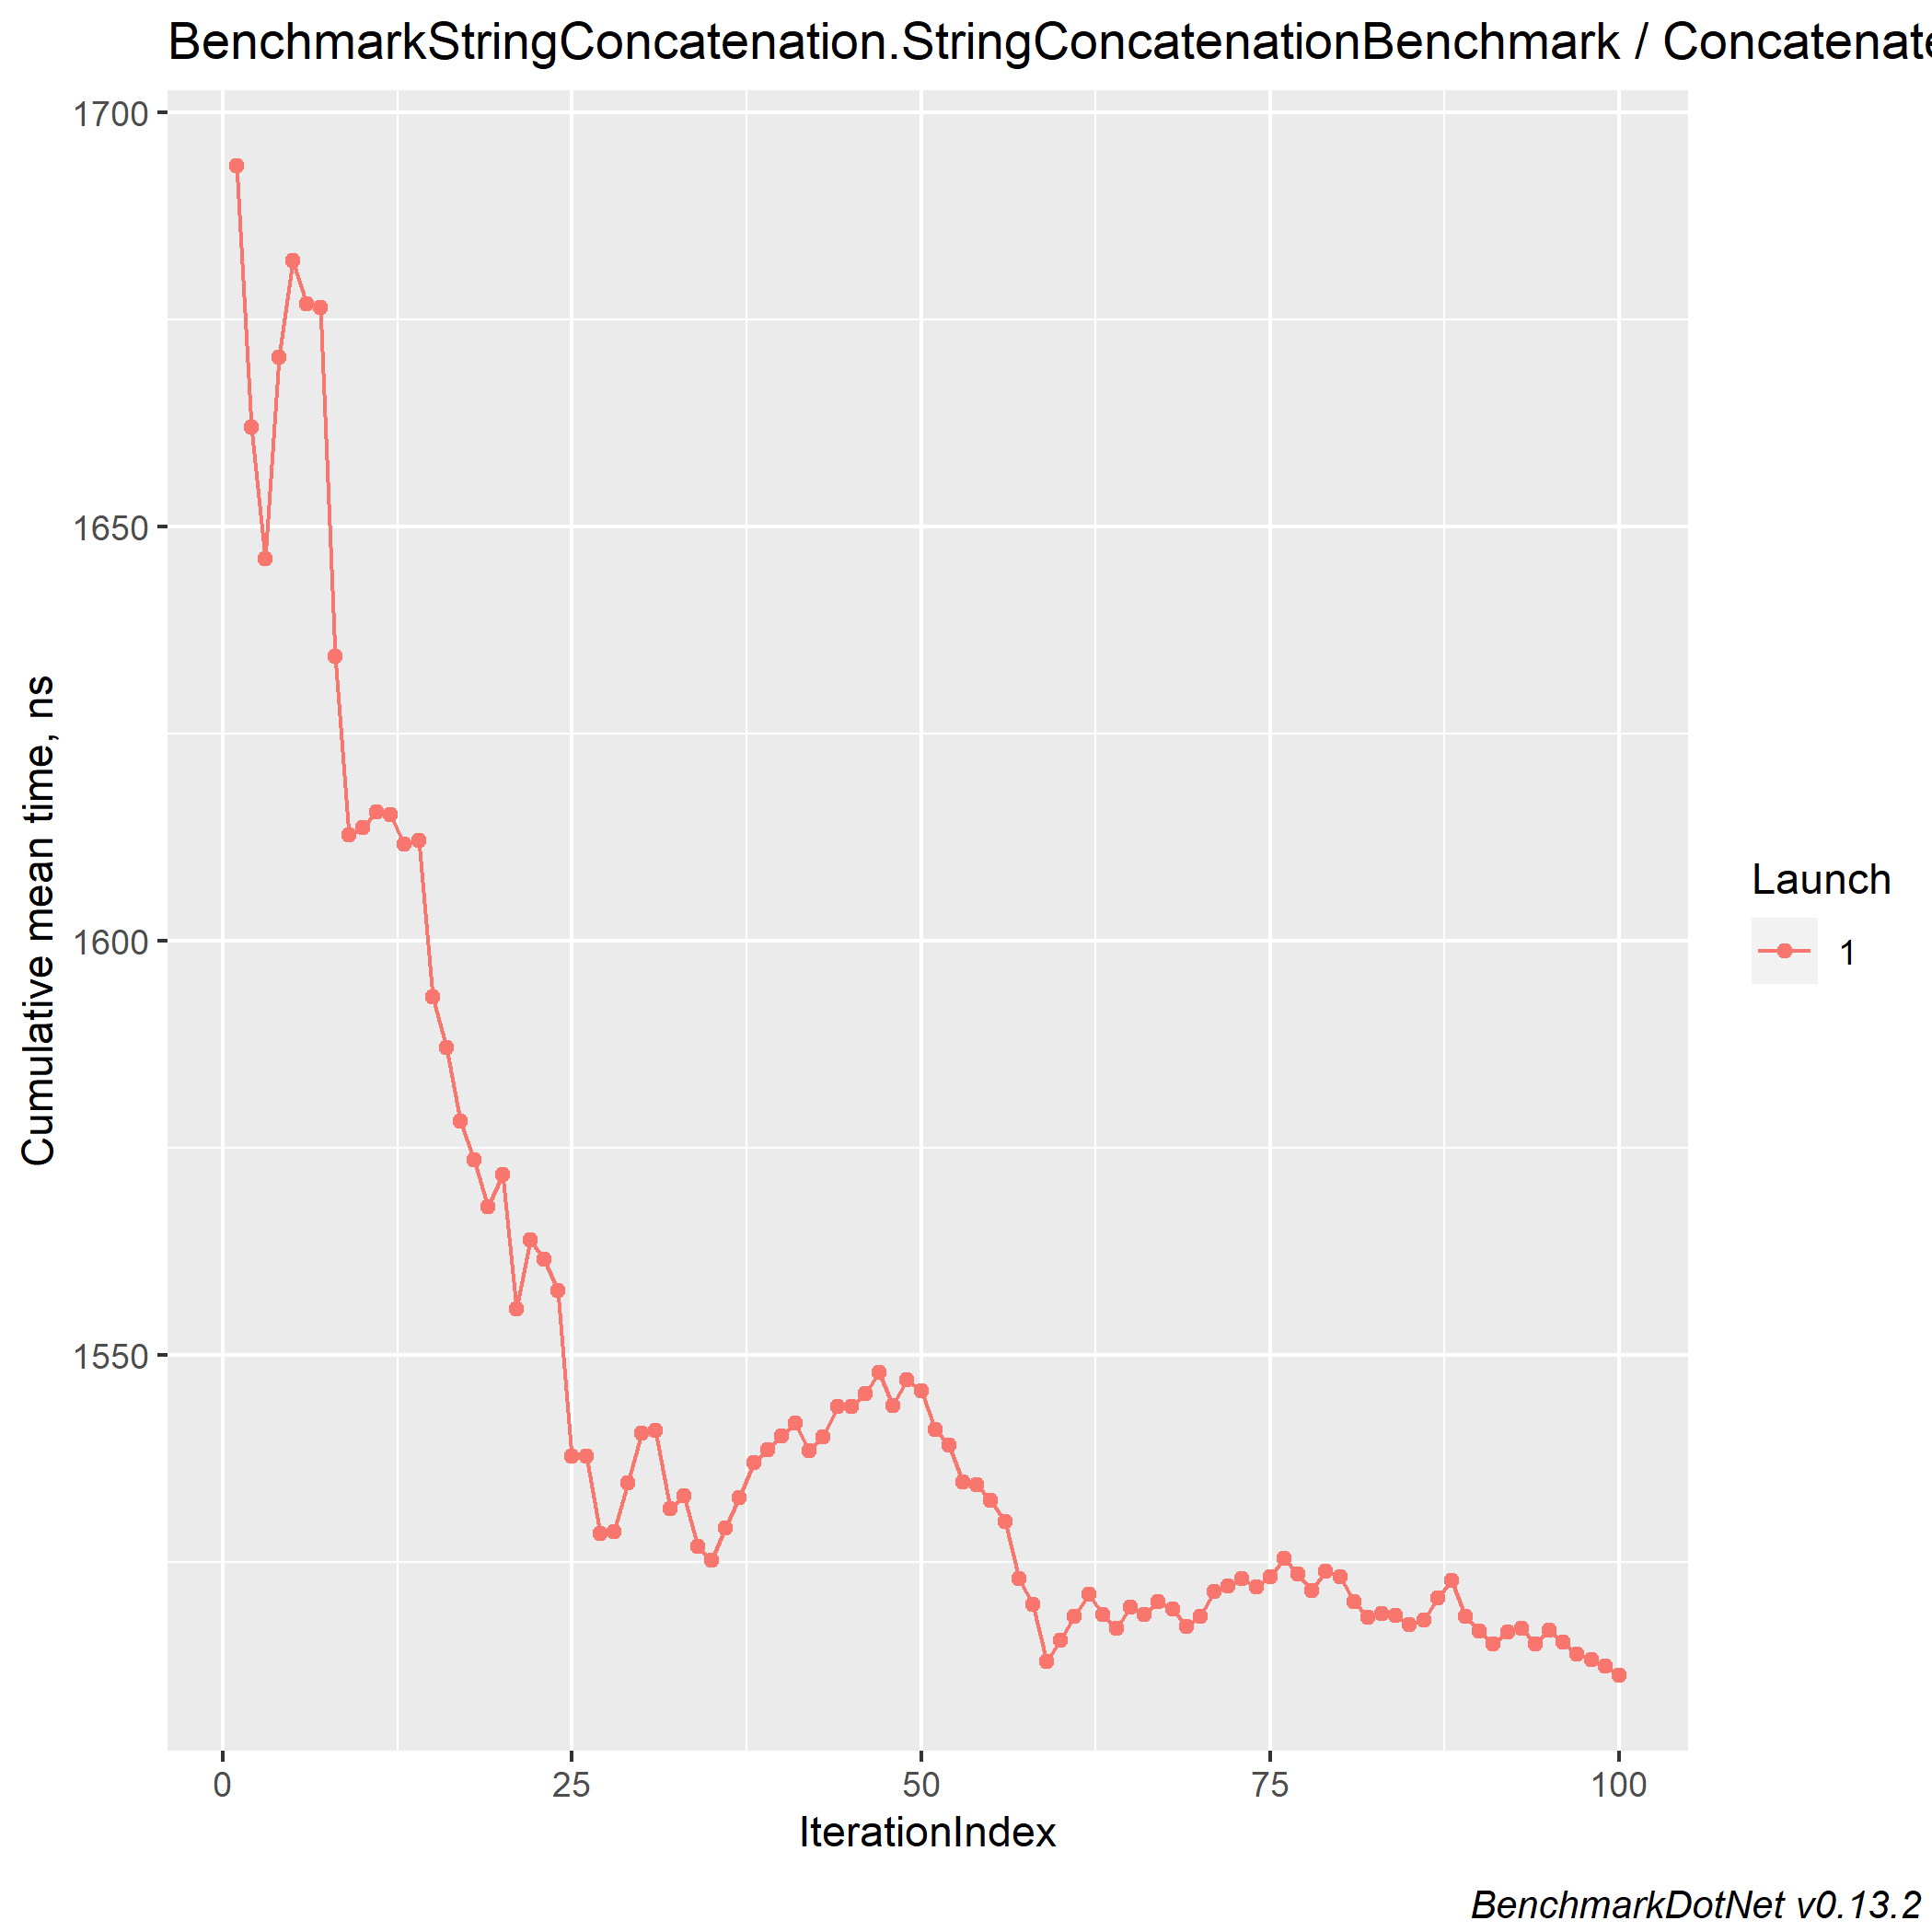 BenchmarkStringConcatenation.StringConcatenationBenchmark / Concatenate
1700
1650
1600
1550
Cumulative mean time, ns
0 25 50 75 100
IterationIndex
Launch
1
BenchmarkDotNet v0.13.2